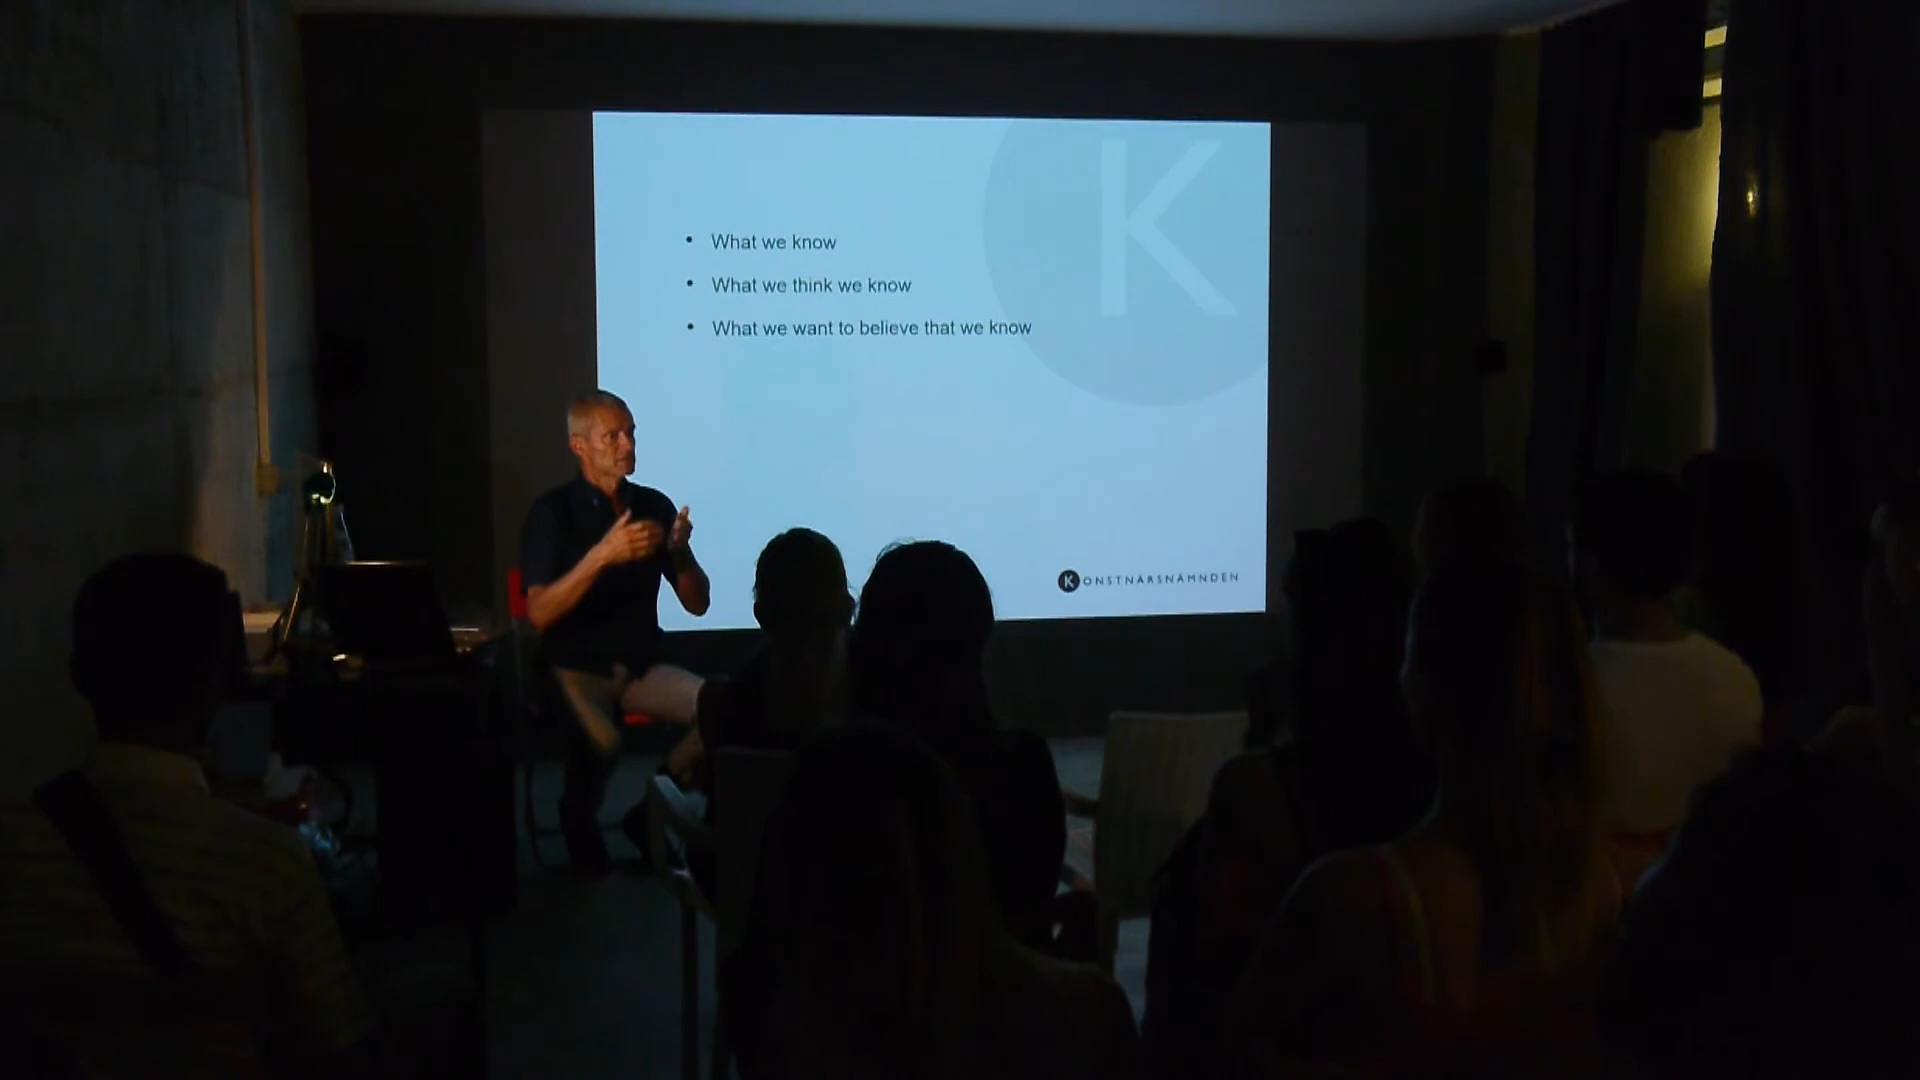 K
• What we know
• What we think we know
• What we want to believe that we know
KONSTNÄRSNÄMNDEN